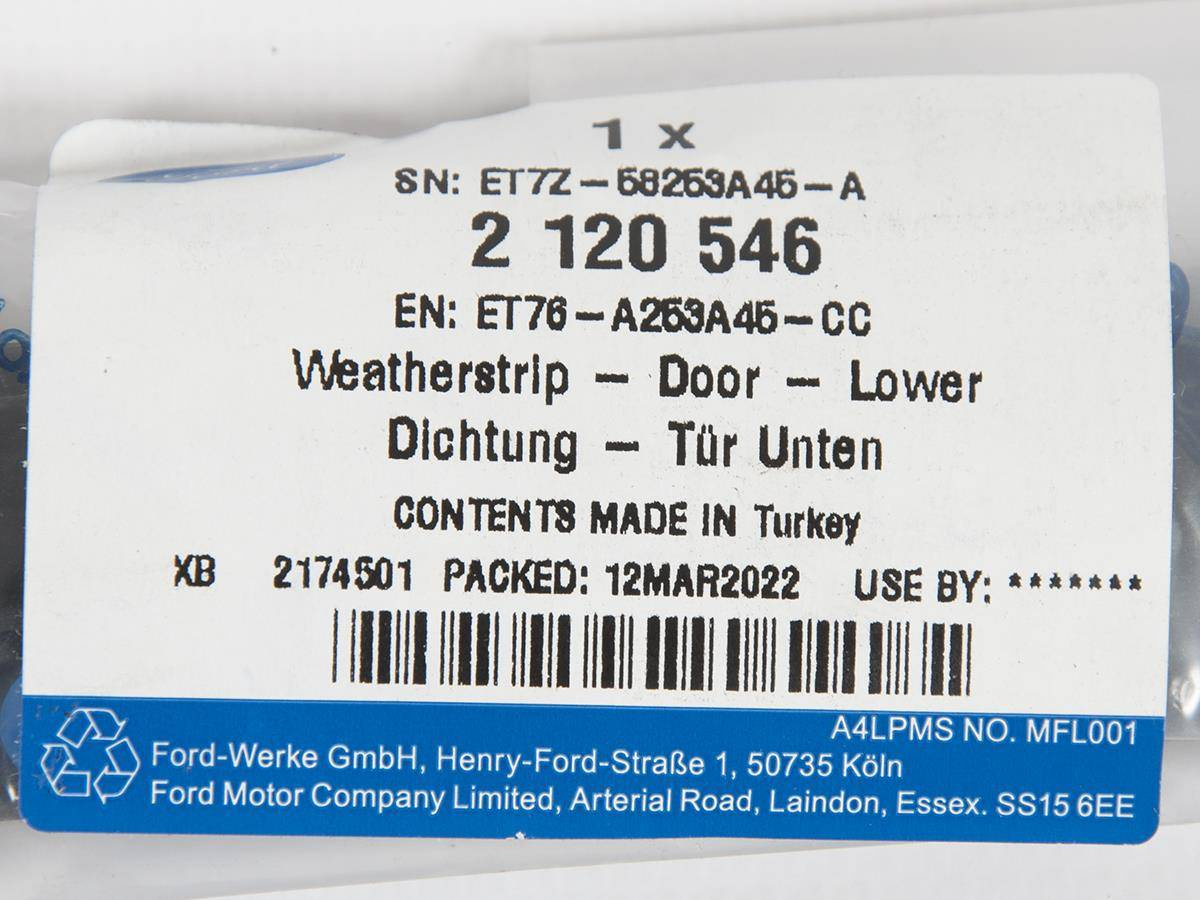 1 x
SN: ET7Z-58253A45-A
2 120 546
EN: ET76-A253A45-CC
Weatherstrip - Door - Lower
Dichtung - Tür Unten
CONTENTS MADE IN Turkey
XB 2174501 PACKED: 12MAR2022 USE BY: *******
A4LPMS NO. MFL001
Ford-Werke GmbH, Henry-Ford-Straße 1, 50735 Köln
Ford Motor Company Limited, Arterial Road, Laindon, Essex. SS15 6EE